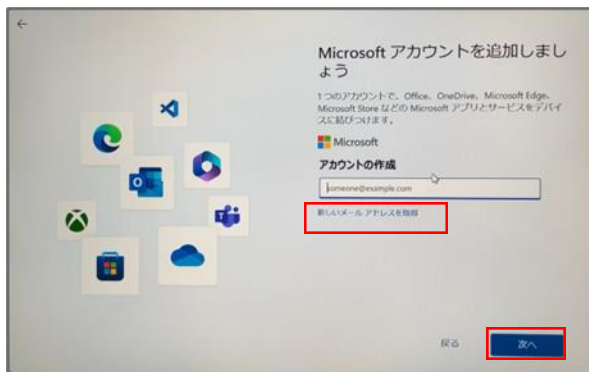 Microsoft アカウントを追加しまし
ょう
1 つのアカウントで、Office、OneDrive、Microsoft Edge、
Microsoft Store などの Microsoft アプリとサービスをデバイ
スに結びつけます。
Microsoft
アカウントの作成
someone@example.com
新しいメール アドレスを取得
戻る
次へ